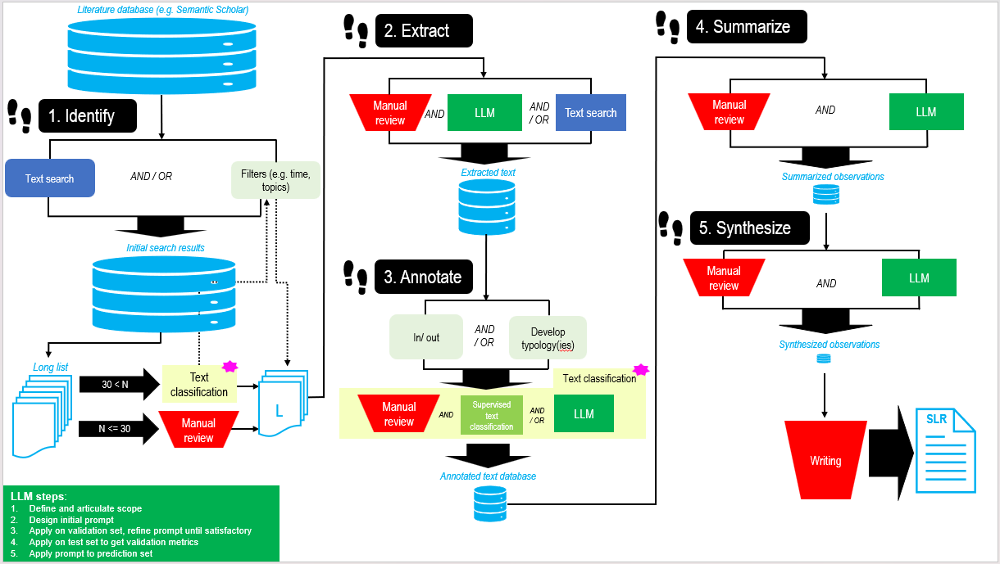 Literature database (e.g. Semantic Scholar)
1. Identify
Text search
AND / OR
Filters (e.g. time,
topics)
Initial search results
Long list
30 < N
Text
classification
N <= 30
Manual
review
L
LLM steps:
1. Define and articulate scope
2. Design initial prompt
3. Apply on validation set, refine prompt until satisfactory
4. Apply on test set to get validation metrics
5. Apply prompt to prediction set
2. Extract
Manual
review
AND
LLM
AND
/ OR
Text search
Extracted text
3. Annotate
In/ out
AND
/ OR
Develop
typology(ies)
Text classification
Manual
review
AND
Supervised
text
classification
AND
/ OR
LLM
Annotated text database
4. Summarize
Manual
review
AND
LLM
Summarized observations
5. Synthesize
Manual
review
AND
LLM
Synthesized observations
Writing
SLR